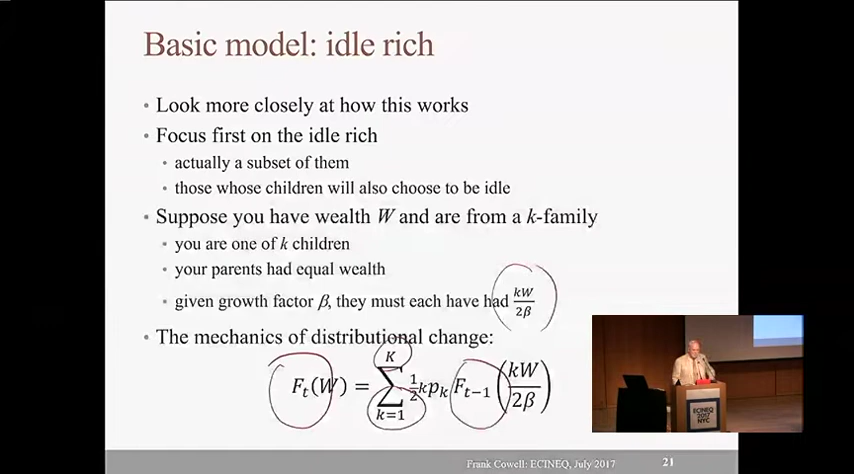 Basic model: idle rich
• Look more closely at how this works
• Focus first on the idle rich
• actually a subset of them
• those whose children will also choose to be idle
• Suppose you have wealth W and are from a k-family
• you are one of k children
• your parents had equal wealth
• given growth factor β, they must each have had kW/2β
• The mechanics of distributional change:
F_t(W) = ∑_{k=1}^{K} ½kp_k F_{t−1}(kW/2β)
ECINEQ
2017
NYC
Frank Cowell: ECINEQ, July 2017 21